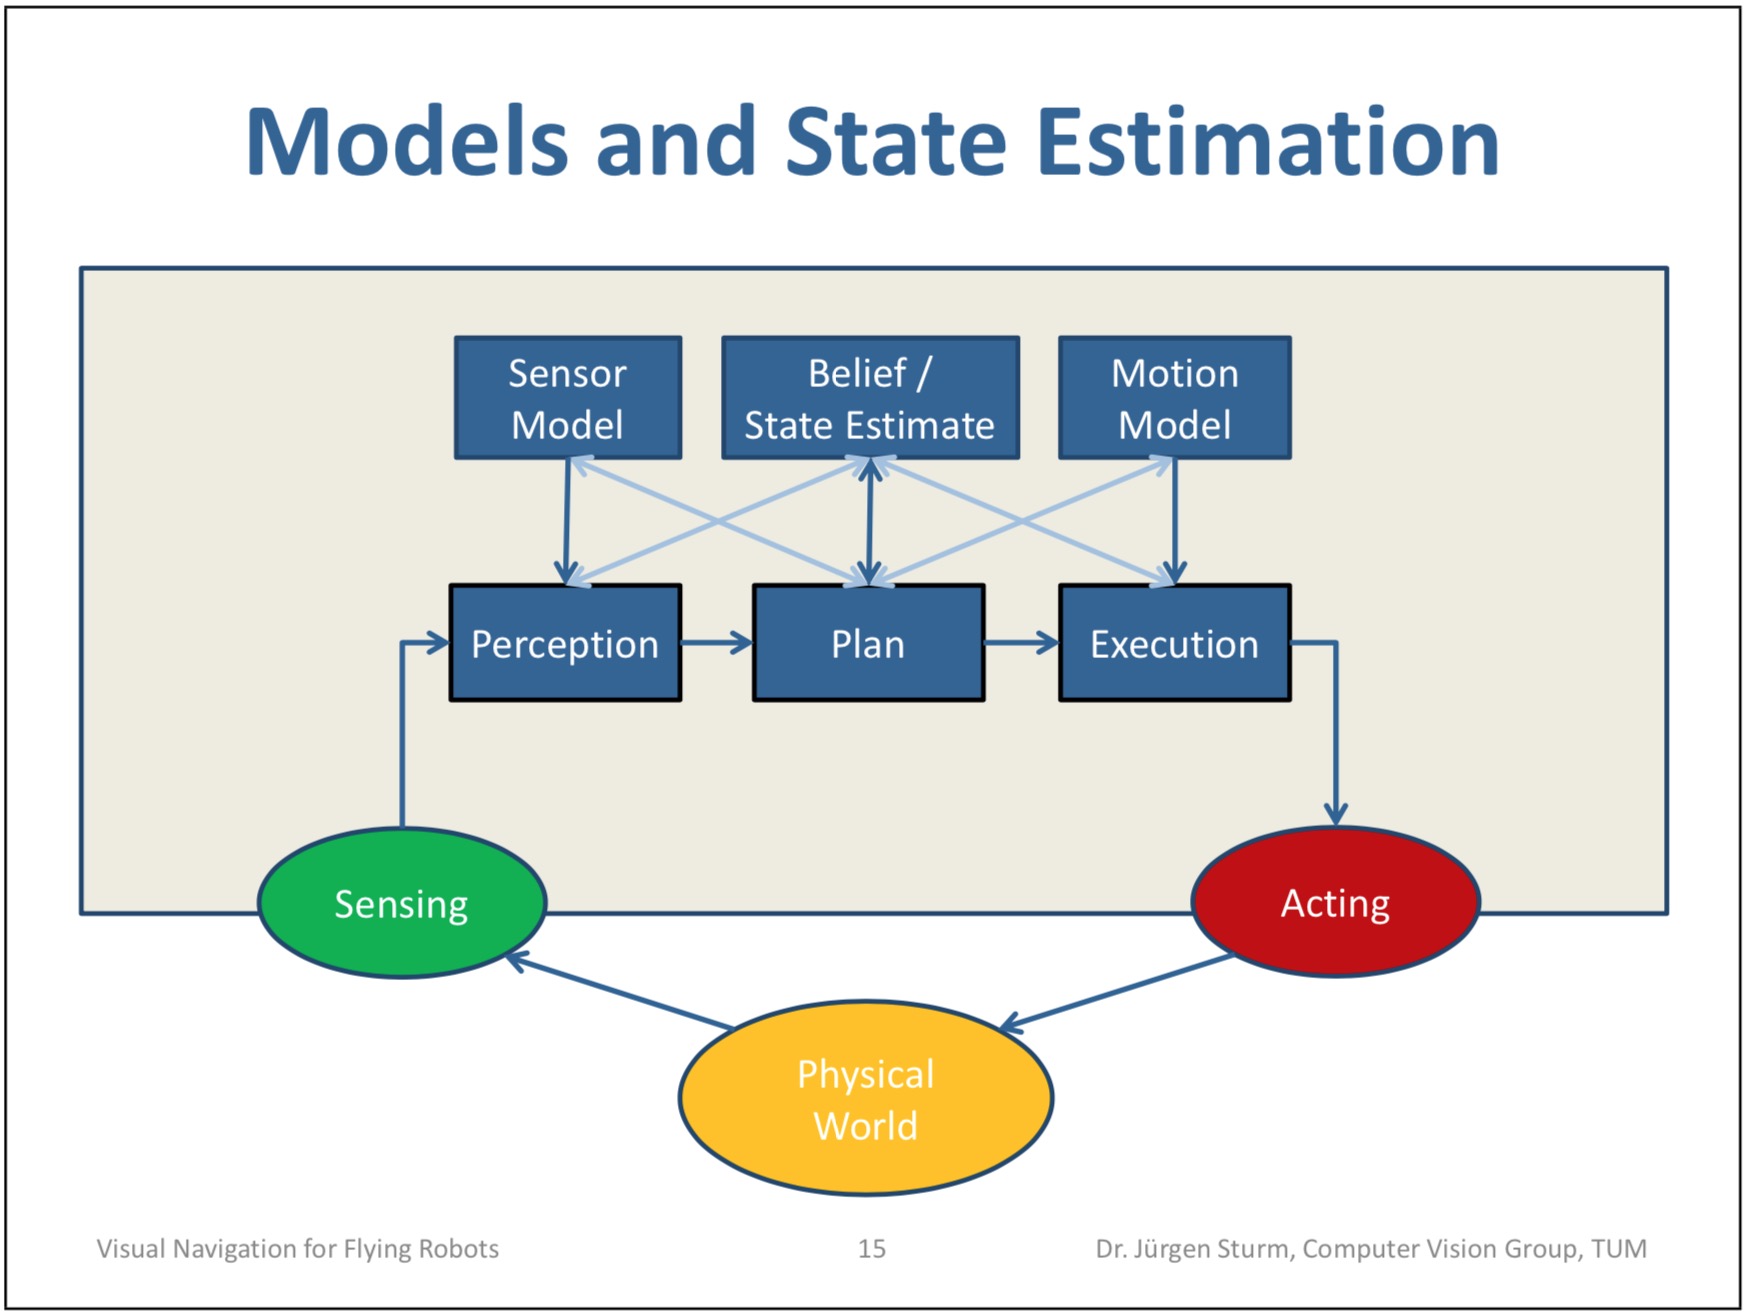 Models and State Estimation
Sensor
Model
Belief /
State Estimate
Motion
Model
Perception
Plan
Execution
Sensing
Acting
Physical
World
Visual Navigation for Flying Robots
15
Dr. Jürgen Sturm, Computer Vision Group, TUM